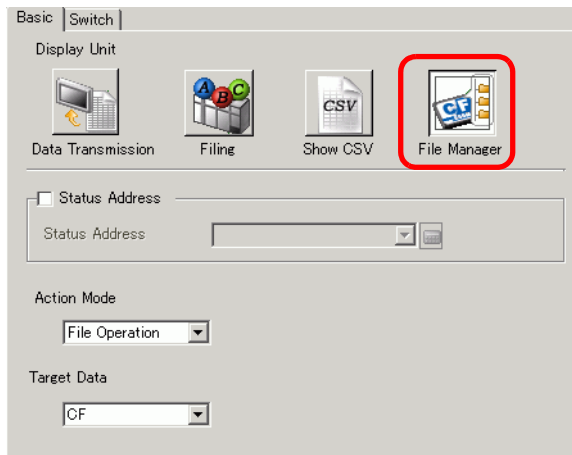 Basic Switch
Display Unit
A B C CSV CF
Data Transmission Filing Show CSV File Manager
Status Address
Status Address
Action Mode
File Operation
Target Data
CF